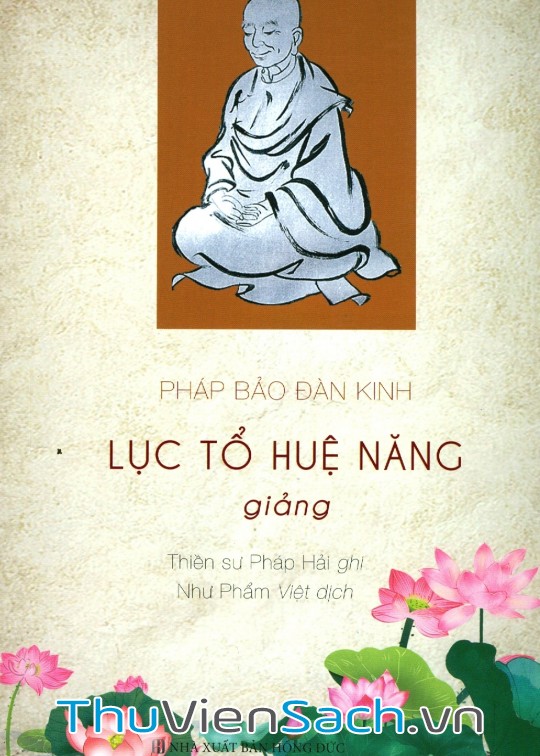 PHÁP BẢO ĐÀN KINH
LỤC TỔ HUỆ NĂNG
giảng
Thiền sư Pháp Hải ghi
Như Phẩm Việt dịch
ThuVienSach.vn
NHÀ XUẤT BẢN HỒNG ĐỨC